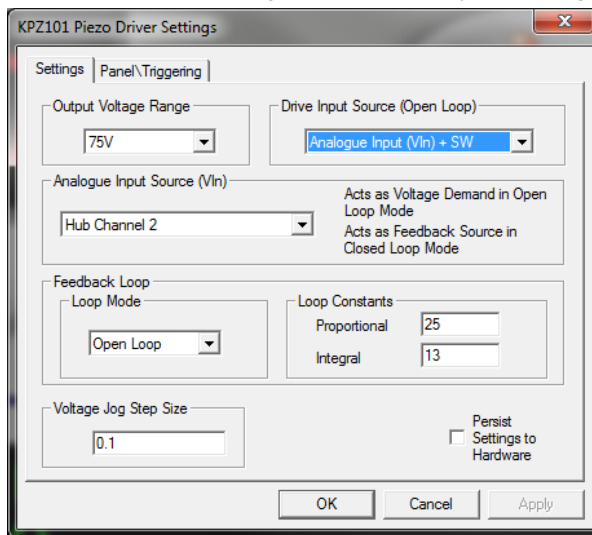 KPZ101 Piezo Driver Settings
x
Settings
Panel\Triggering
Output Voltage Range
75V
Drive Input Source (Open Loop)
Analogue Input (VIn) + SW
Analogue Input Source (VIn)
Hub Channel 2
Acts as Voltage Demand in Open
Loop Mode
Acts as Feedback Source in
Closed Loop Mode
Feedback Loop
Loop Mode
Open Loop
Loop Constants
Proportional
25
Integral
13
Voltage Jog Step Size
0.1
Persist
Settings to
Hardware
OK
Cancel
Apply